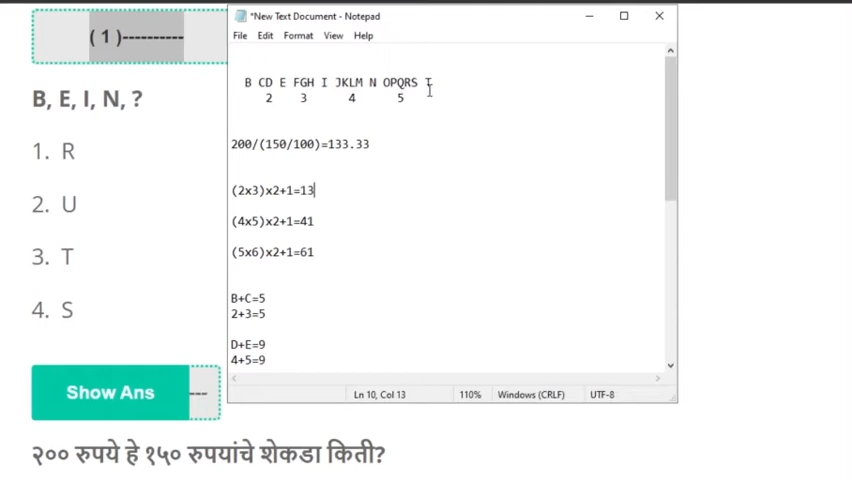 ( 1 )----------
B, E, I, N, ?
1. R
2. U
3. T
4. S
Show Ans
---
२०० रुपये हे १५० रुपयांचे शेकडा किती?
*New Text Document - Notepad
File Edit Format View Help
B CD E FGH I JKLM N OPQRS T
2 3 4 5
200/(150/100)=133.33
(2x3)x2+1=13
(4x5)x2+1=41
(5x6)x2+1=61
B+C=5
2+3=5
D+E=9
4+5=9
Ln 10, Col 13 110% Windows (CRLF) UTF-8